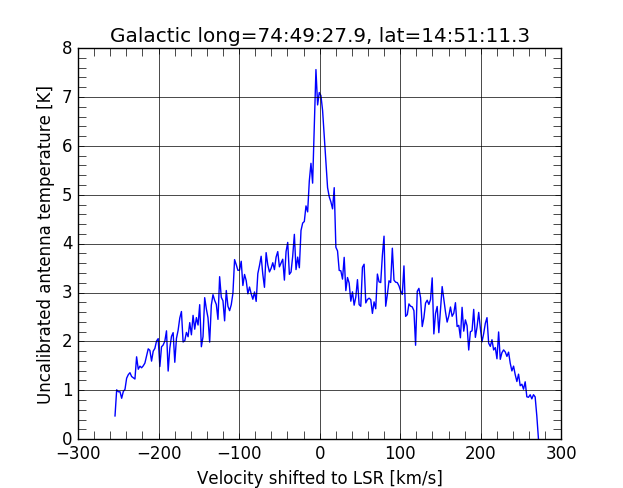 Galactic long=74:49:27.9, lat=14:51:11.3
Uncalibrated antenna temperature [K]
8
7
6
5
4
3
2
1
0
−300 −200 −100 0 100 200 300
Velocity shifted to LSR [km/s]